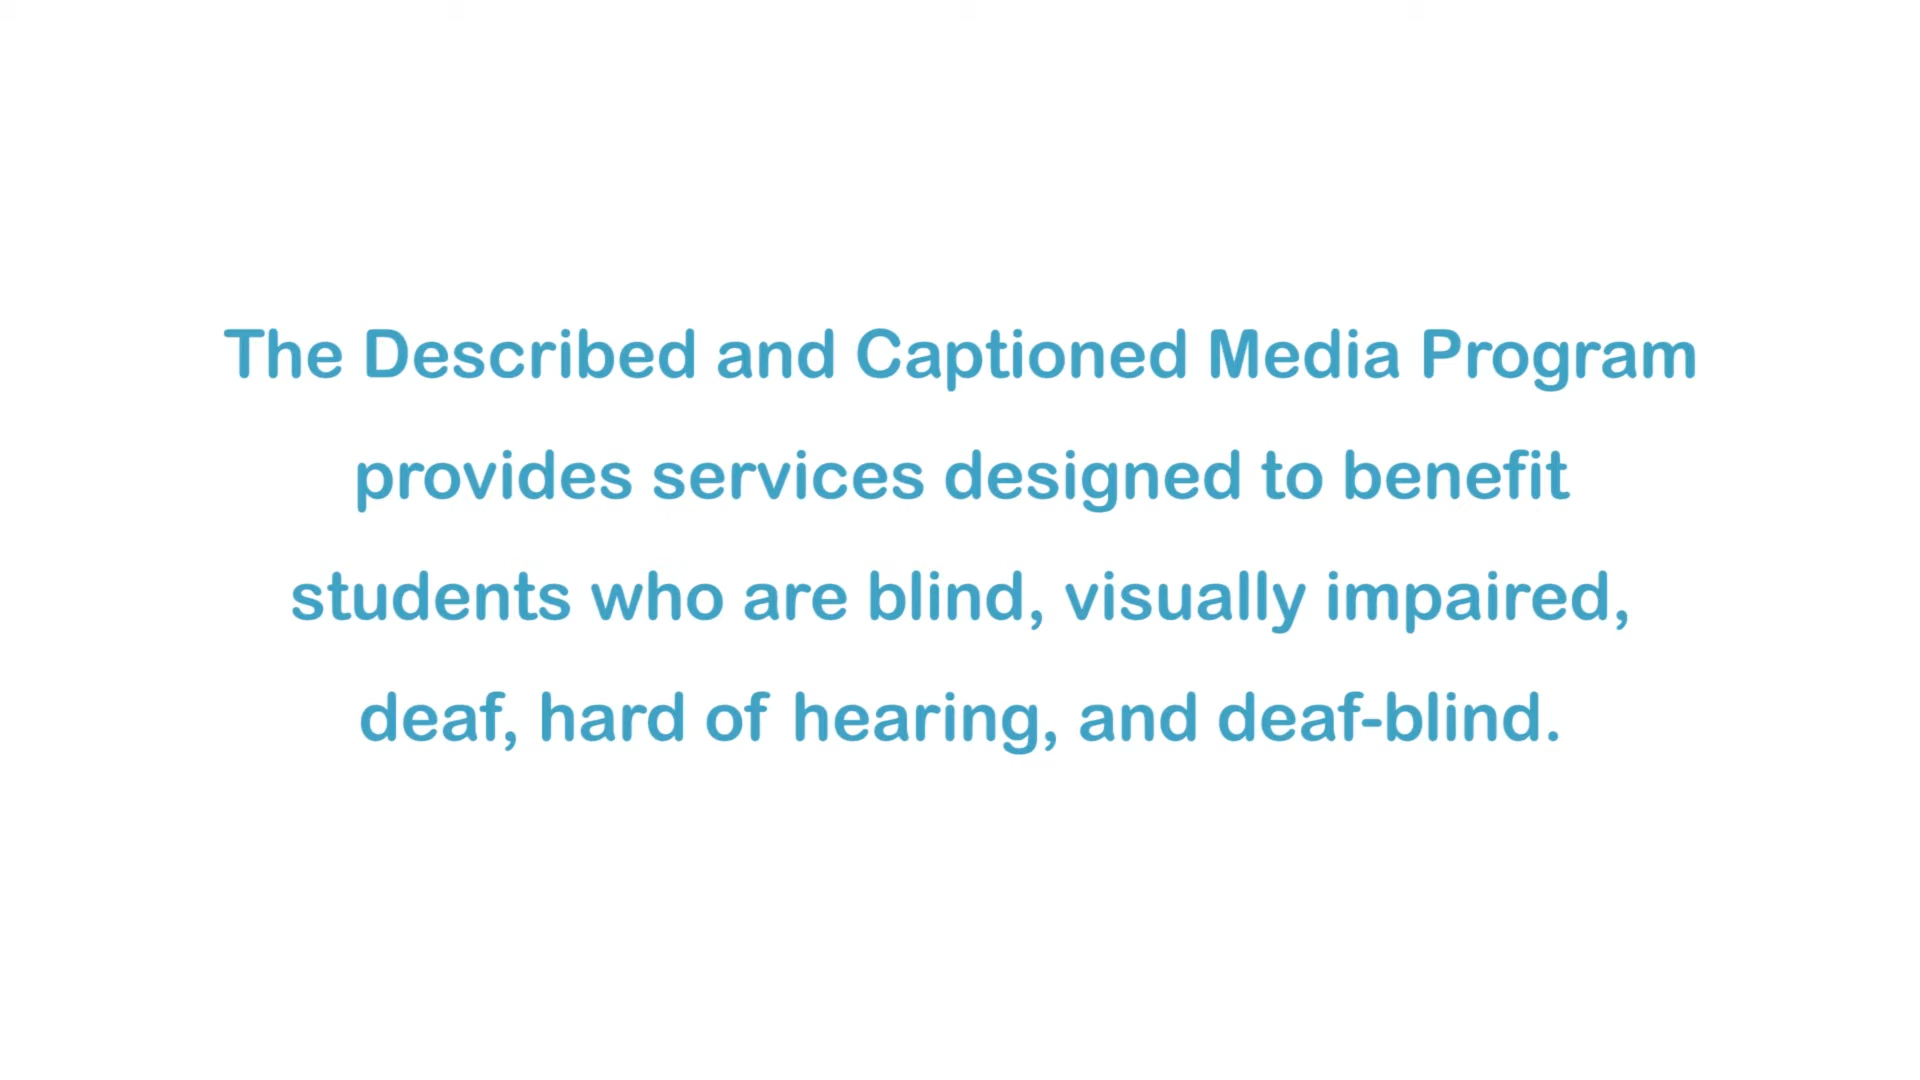 The Described and Captioned Media Program
provides services designed to benefit
students who are blind, visually impaired,
deaf, hard of hearing, and deaf-blind.